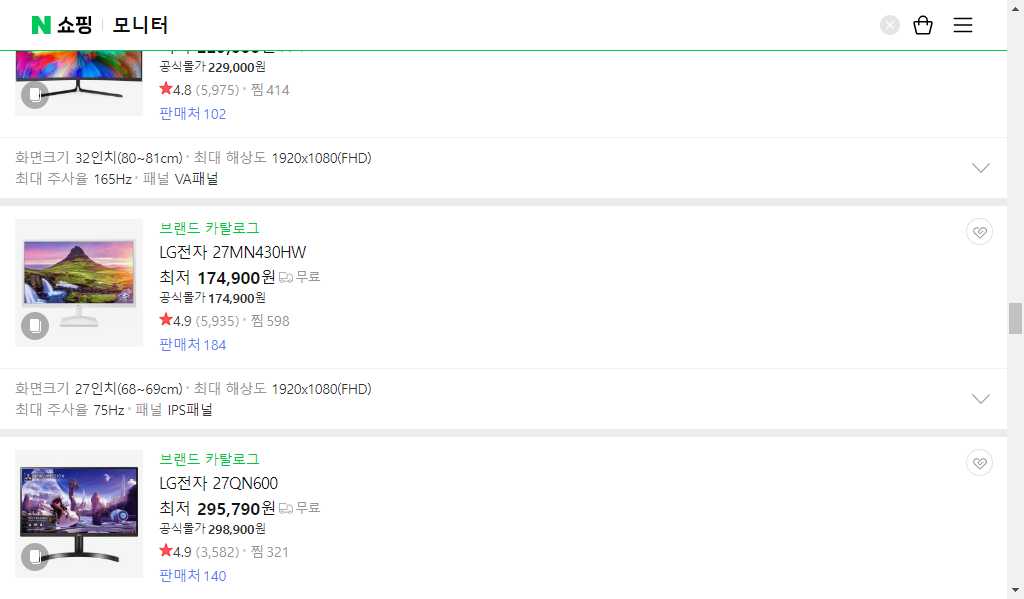 N 쇼핑 모니터
공식몰가 229,000원
4.8 (5,975) · 찜 414
판매처 102
화면크기 32인치(80~81cm) · 최대 해상도 1920x1080(FHD)
최대 주사율 165Hz · 패널 VA패널
브랜드 카탈로그
LG전자 27MN430HW
최저 174,900원 무료
공식몰가 174,900원
4.9 (5,935) · 찜 598
판매처 184
화면크기 27인치(68~69cm) · 최대 해상도 1920x1080(FHD)
최대 주사율 75Hz · 패널 IPS패널
브랜드 카탈로그
LG전자 27QN600
최저 295,790원 무료
공식몰가 298,900원
4.9 (3,582) · 찜 321
판매처 140